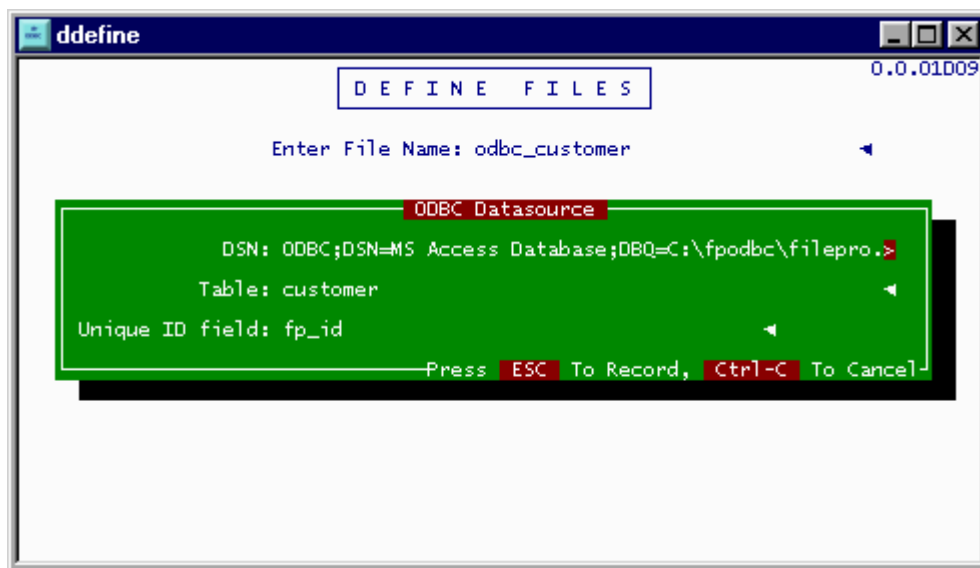 ddefine
0.0.01D09
D E F I N E   F I L E S
Enter File Name: odbc_customer
ODBC Datasource
DSN: ODBC;DSN=MS Access Database;DBQ=C:\fpodbc\filepro.>
Table: customer
Unique ID field: fp_id
Press ESC To Record, Ctrl-C To Cancel